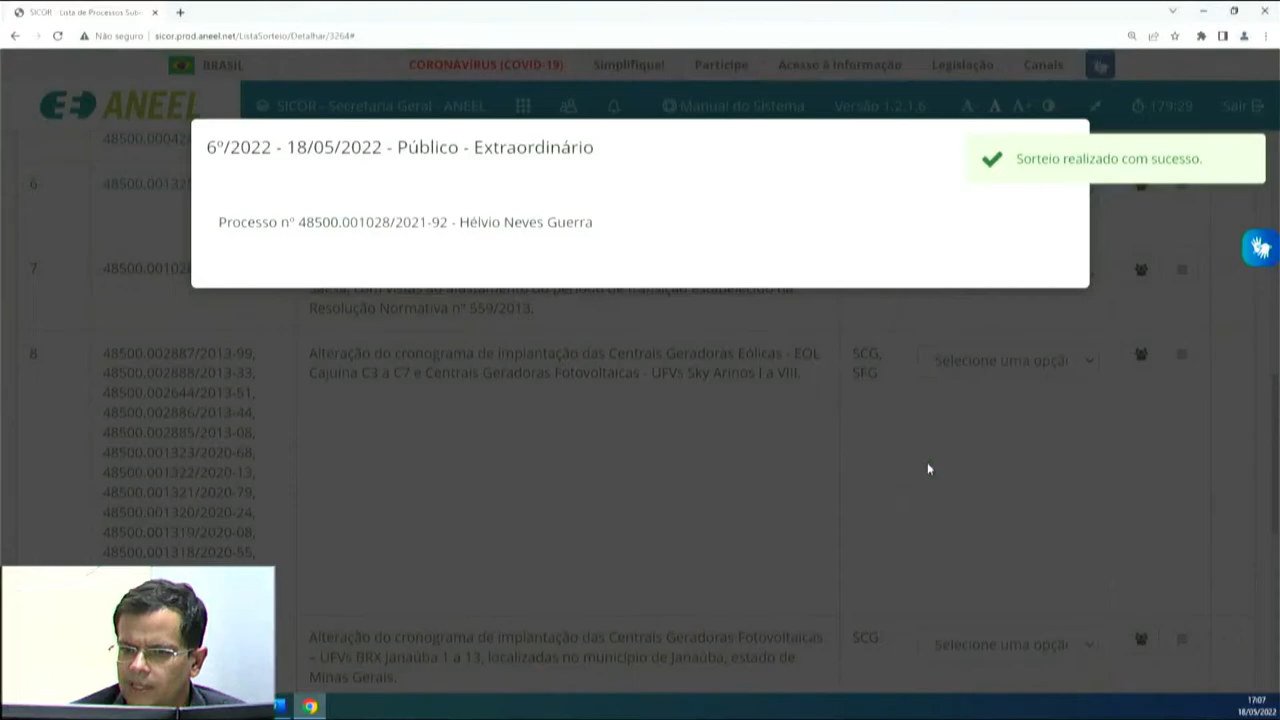 SICOR - Lista de Processos Sub
Não seguro | sicor.prod.aneel.net/ListaSorteio/Detalhar/3264#
BRASIL
CORONAVÍRUS (COVID-19)
Simplifique!
Participe
Acesso à Informação
Legislação
Canais
ANEEL
SICOR - Secretaria Geral - ANEEL
Manual do Sistema
Versão 1.2.1.6
A A A+
179:29
Sair
6º/2022 - 18/05/2022 - Público - Extraordinário
Sorteio realizado com sucesso.
Processo nº 48500.001028/2021-92 - Hélvio Neves Guerra
6
7
Resolução Normativa nº 559/2013.
8
48500.002887/2013-99,
48500.002888/2013-33,
48500.002644/2013-51,
48500.002886/2013-44,
48500.002885/2013-08,
48500.001323/2020-68,
48500.001322/2020-13,
48500.001321/2020-79,
48500.001320/2020-24,
48500.001319/2020-08,
48500.001318/2020-55,
Alteração do cronograma de implantação das Centrais Geradoras Eólicas - EOL
Cajuína C3 a C7 e Centrais Geradoras Fotovoltaicas - UFVs Sky Arinos I a VIII.
SCG,
SFG
Selecione uma opçã
Alteração do cronograma de implantação das Centrais Geradoras Fotovoltaicas
– UFVs BRX Janaúba 1 a 13, localizadas no município de Janaúba, estado de
Minas Gerais.
SCG
Selecione uma opçã
17:07
18/05/2022